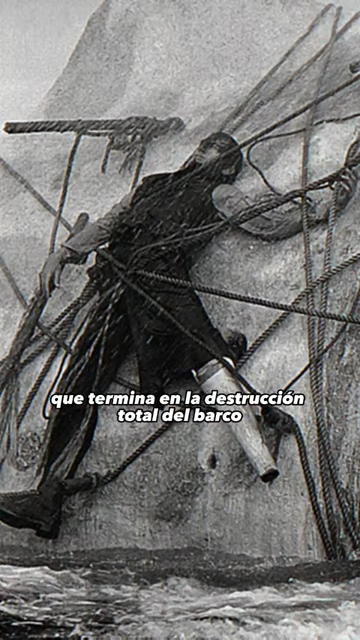 que termina en la destrucción
total del barco